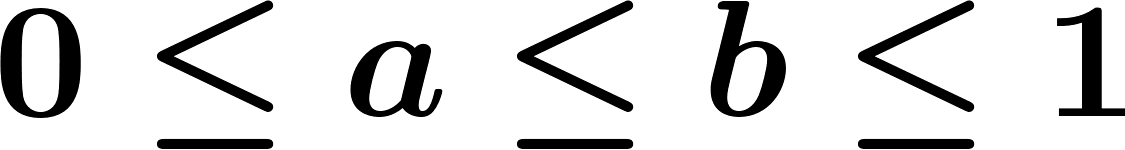 0 ≤ a ≤ b ≤ 1